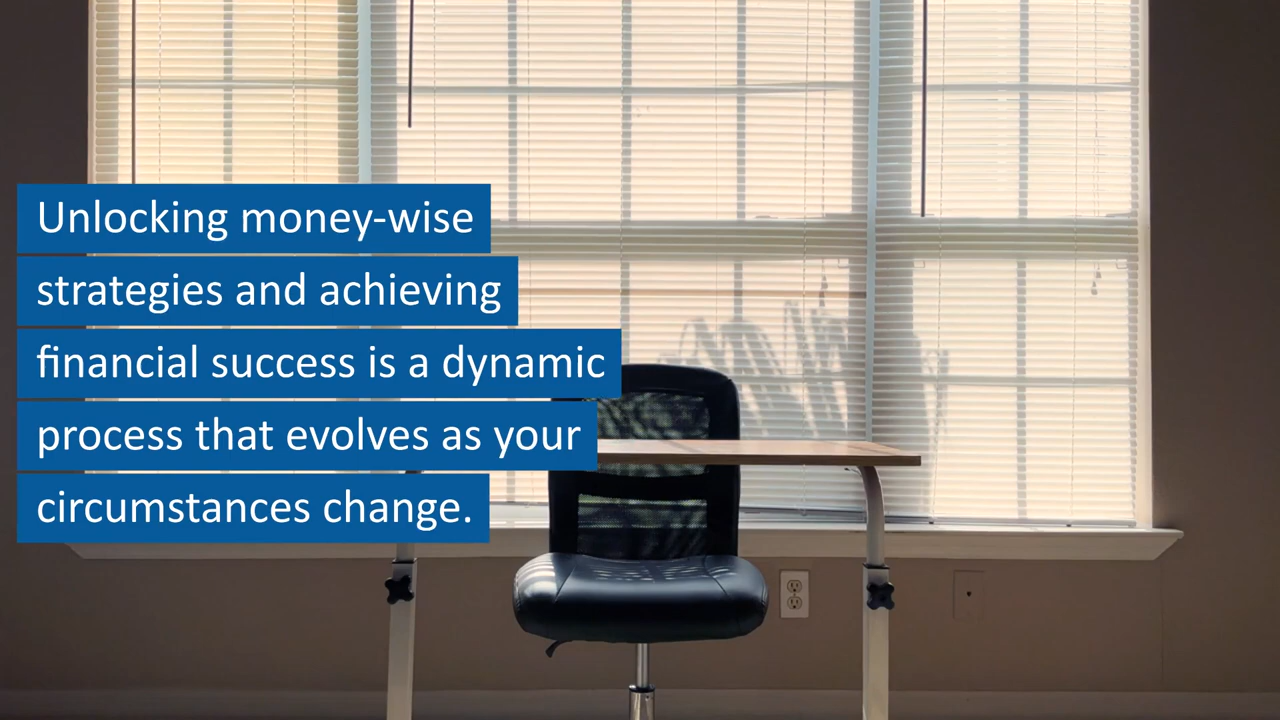 Unlocking money-wise
strategies and achieving
financial success is a dynamic
process that evolves as your
circumstances change.